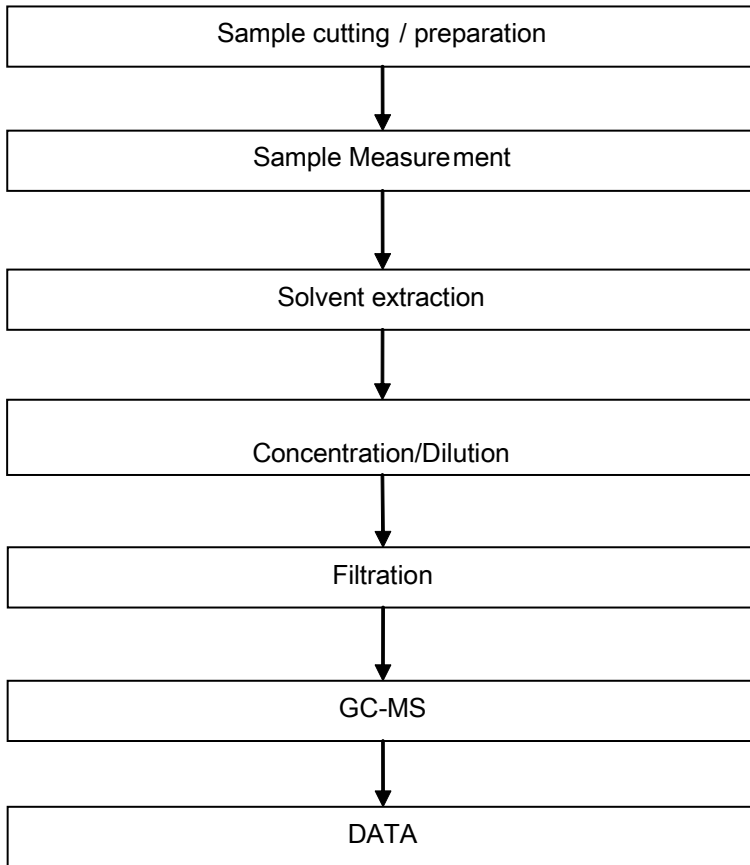 Sample cutting / preparation
Sample Measurement
Solvent extraction
Concentration/Dilution
Filtration
GC-MS
DATA